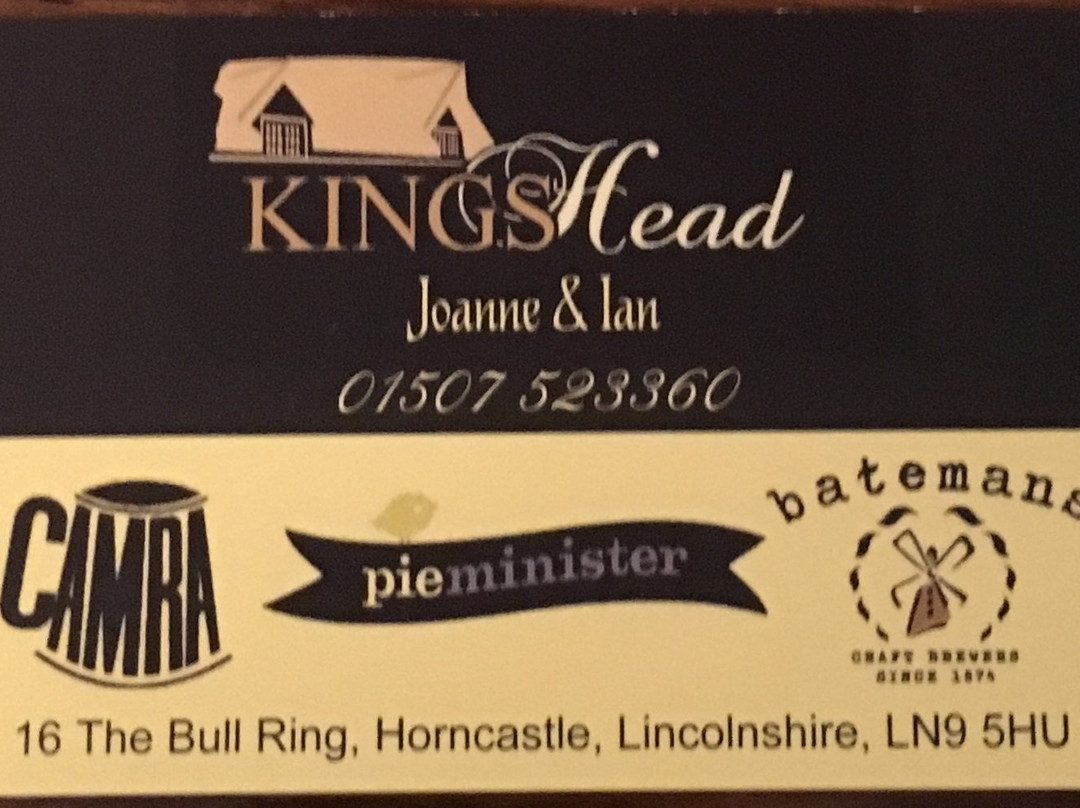 KINGS Head
Joanne & Ian
01507 523360
CAMRA
pieminister
batemans
CRAFT BREWERS
SINCE 1874
16 The Bull Ring, Horncastle, Lincolnshire, LN9 5HU